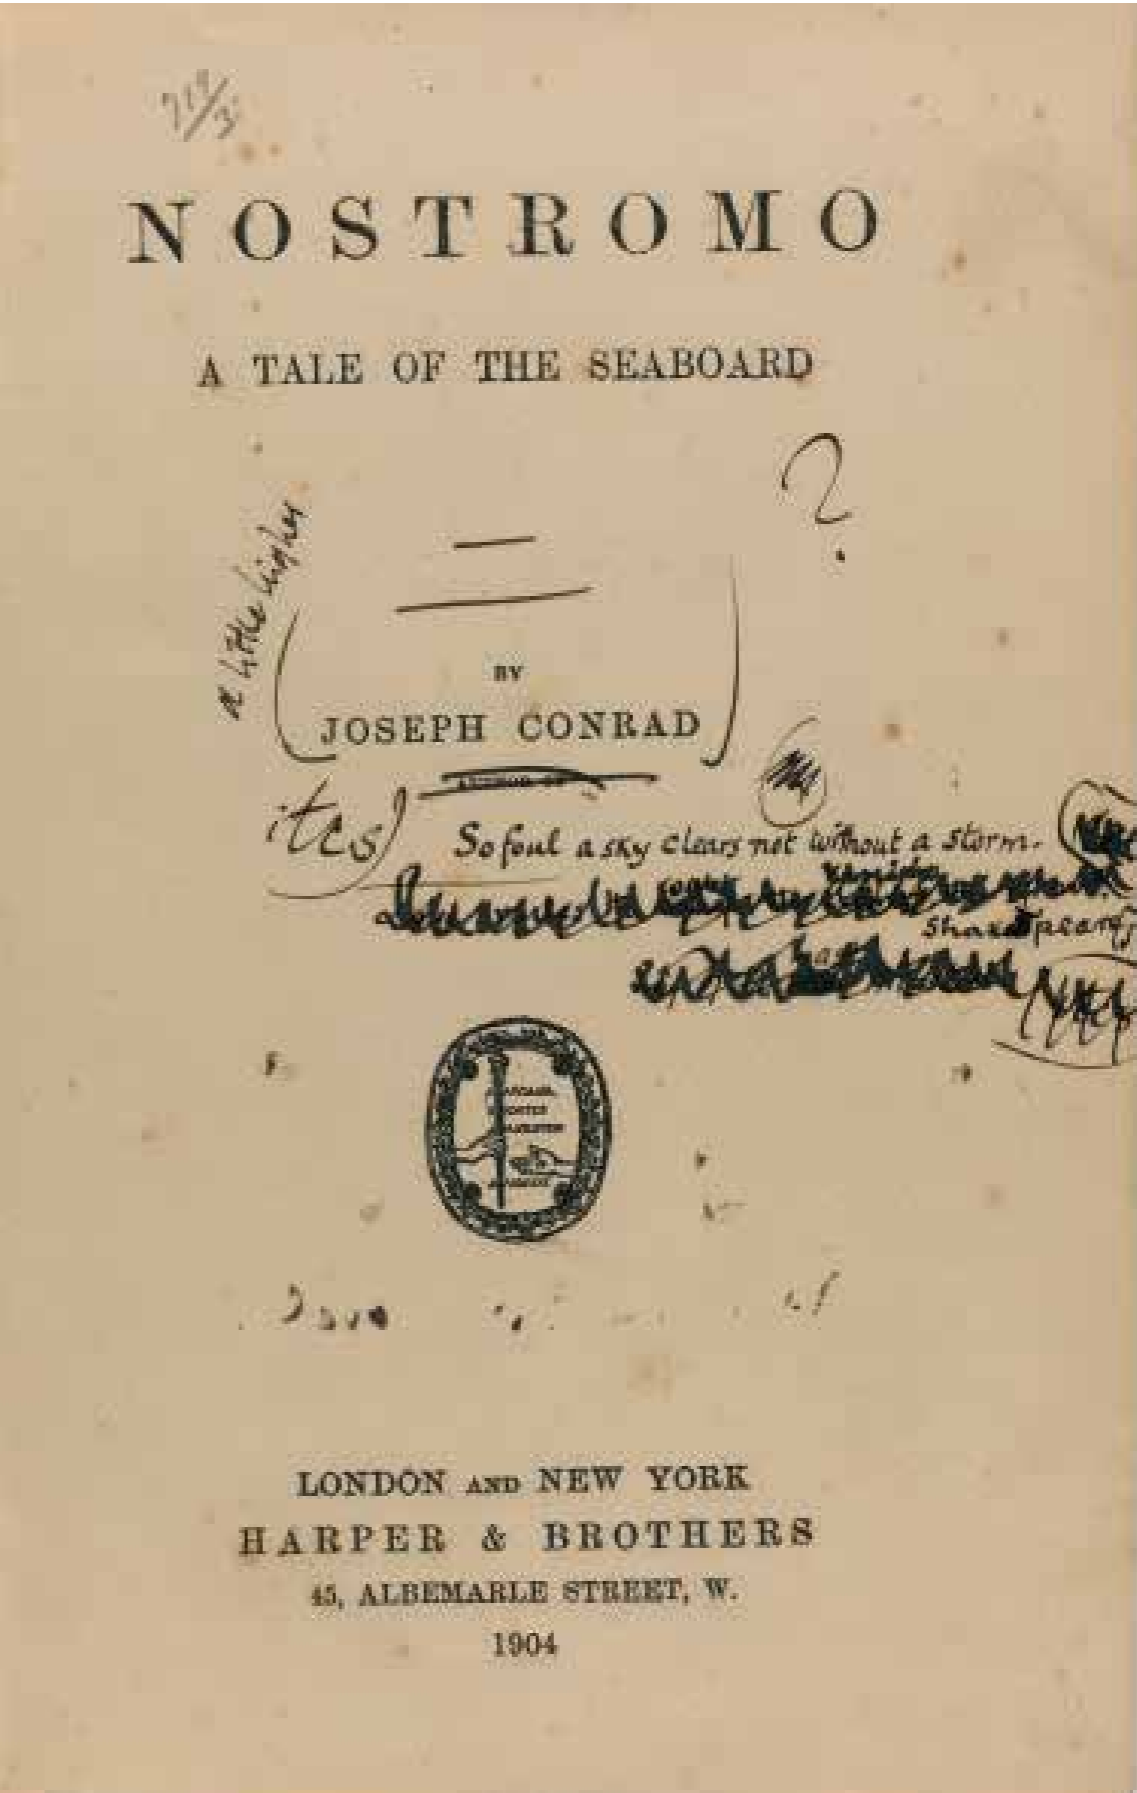 NOSTROMO
A TALE OF THE SEABOARD
?
a little higher
BY
JOSEPH CONRAD
itcs)
So foul a sky clears not without a storm.
LONDON AND NEW YORK
HARPER & BROTHERS
45, ALBEMARLE STREET, W.
1904